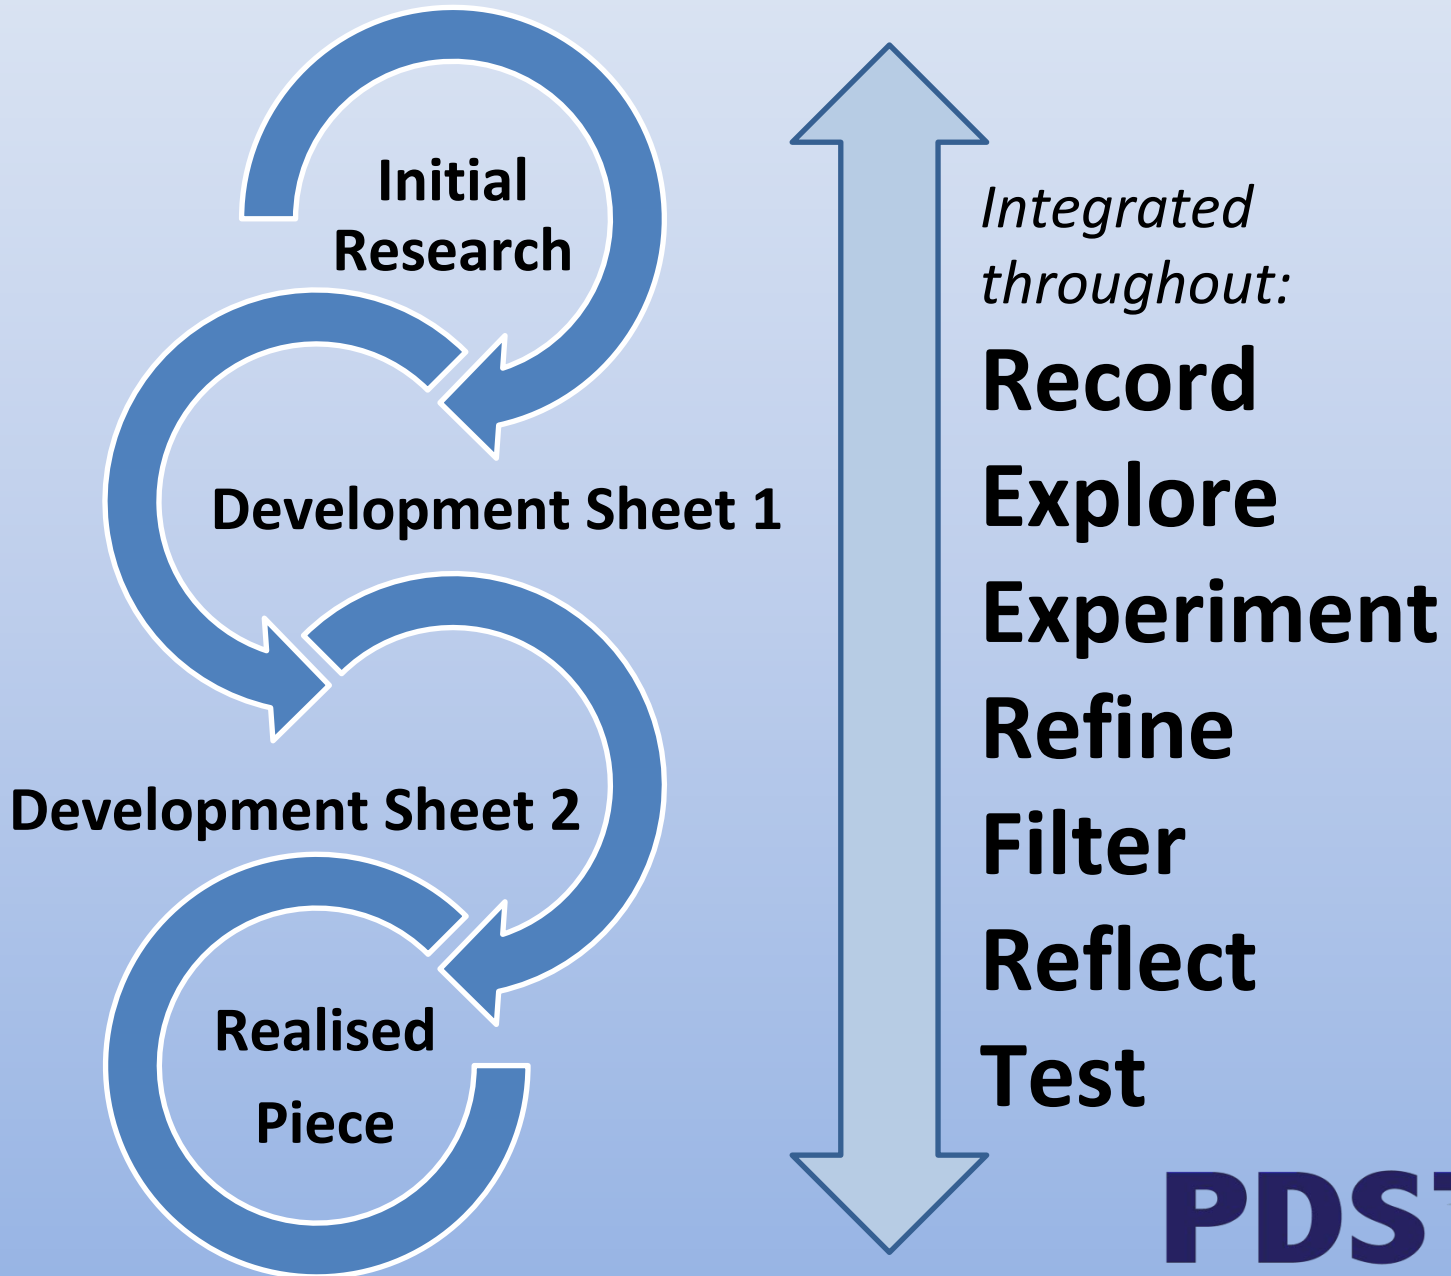 Initial
Research
Development Sheet 1
Development Sheet 2
Realised
Piece
Integrated
throughout:
Record
Explore
Experiment
Refine
Filter
Reflect
Test
PDST